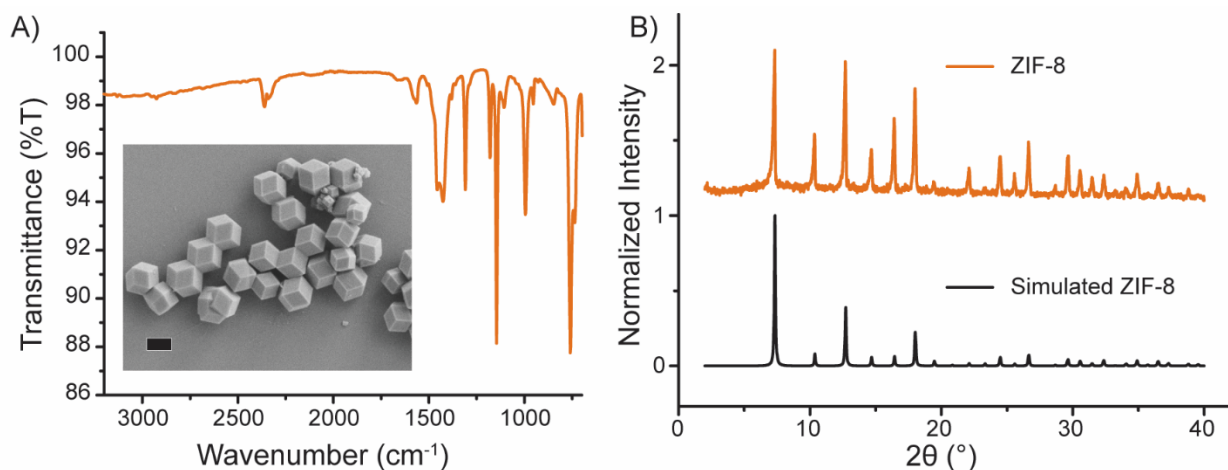 A)
100
98
96
94
92
90
88
86
Transmittance (%T)
3000
2500
2000
1500
1000
Wavenumber (cm⁻¹)
B)
2
1
0
Normalized Intensity
ZIF-8
Simulated ZIF-8
0
10
20
30
40
2θ (°)